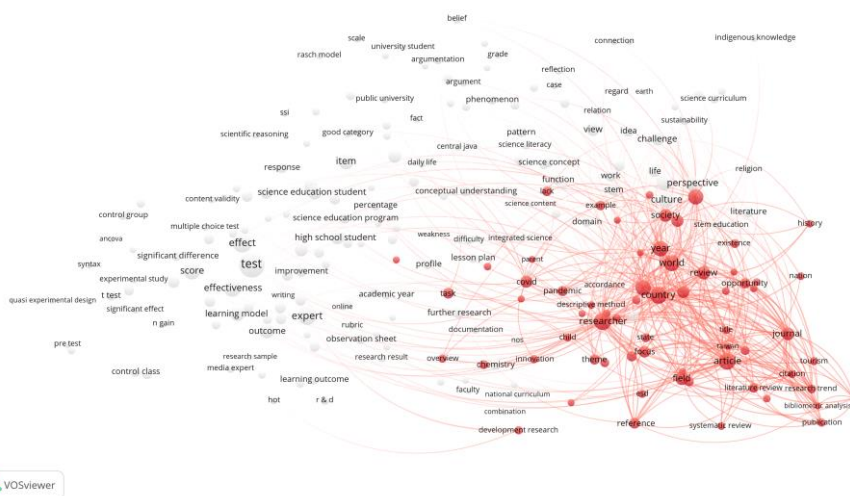 belief
scale
university student
connection
indigenous knowledge
rasch model
argumentation
grade
reflection
argument
case
public university
phenomenon
regard
earth
science curriculum
ssi
fact
relation
sustainability
scientific reasoning
good category
pattern
view
idea
challenge
central java
science literacy
response
item
daily life
science concept
work
life
religion
function
perspective
content validity
science education student
conceptual understanding
lack
stem
culture
percentage
science content
example
control group
science education program
society
literature
multiple choice test
domain
stem education
history
ancova
effect
high school student
weakness
difficulty
integrated science
year
existence
significant difference
lesson plan
parent
syntax
score
test
improvement
profile
world
review
nation
experimental study
covid
accordance
opportunity
effectiveness
pandemic
quasi experimental design
t test
writing
academic year
task
country
significant effect
online
descriptive method
learning model
expert
further research
n gain
rubric
researcher
outcome
documentation
title
journal
pre test
observation sheet
nos
child
state
research sample
research result
overview
innovation
theme
focus
article
tourism
media expert
chemistry
control class
learning outcome
field
citation
faculty
national curriculum
literature review
research trend
hot
r & d
esd
combination
bibliometric analysis
development research
reference
systematic review
publication
VOSviewer